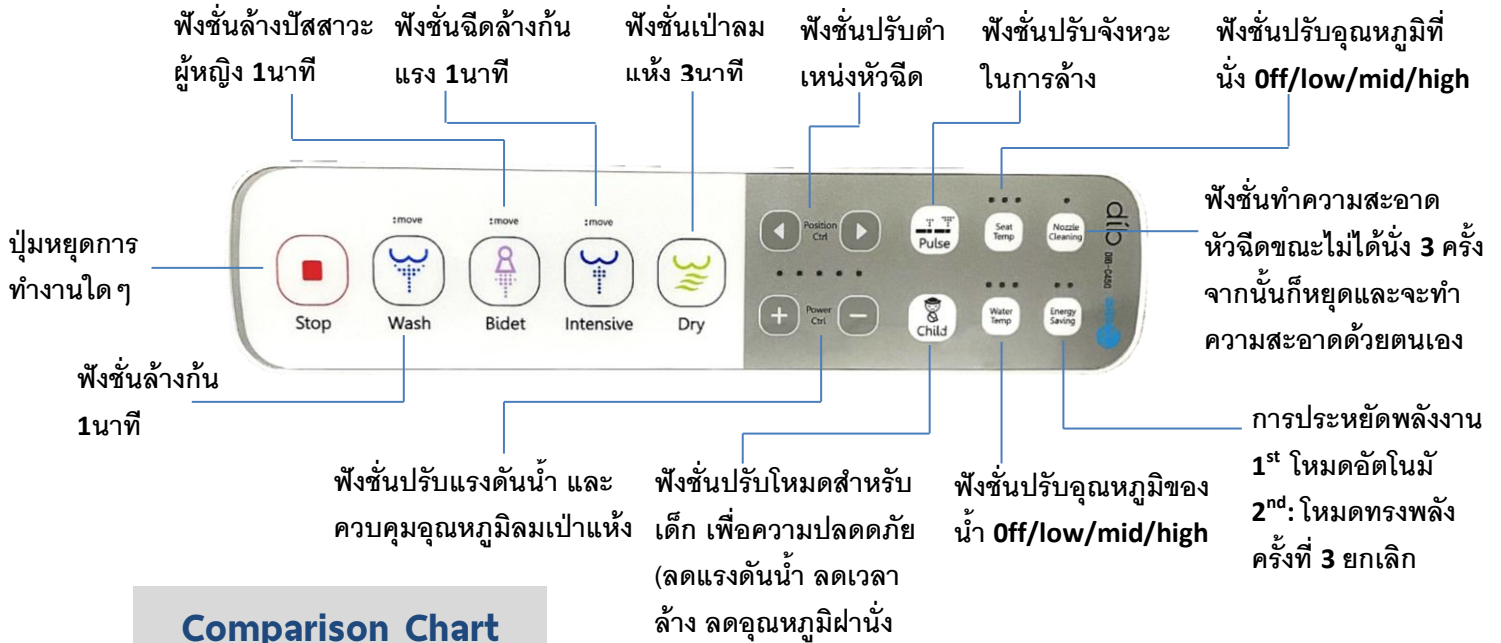 ฟังชั่นล้างปัสสาวะ
ผู้หญิง 1นาที
ฟังชั่นฉีดล้างก้น
แรง 1นาที
ฟังชั่นเป่าลม
แห้ง 3นาที
ฟังชั่นปรับตำ
เหน่งหัวฉีด
ฟังชั่นปรับจังหวะ
ในการล้าง
ฟังชั่นปรับอุณหภูมิที่
นั่ง 0ff/low/mid/high
ปุ่มหยุดการ
ทำงานใด ๆ
:move
:move
:move
Stop
Wash
Bidet
Intensive
Dry
Position
Ctrl
Pulse
Seat
Temp
Nozzle
Cleaning
+
Power
Ctrl
−
Child
Water
Temp
Energy
Saving
dib
ฟังชั่นทำความสะอาด
หัวฉีดขณะไม่ได้นั่ง 3 ครั้ง
จากนั้นก็หยุดและจะทำ
ความสะอาดด้วยตนเอง
ฟังชั่นล้างก้น
1นาที
ฟังชั่นปรับแรงดันน้ำ และ
ควบคุมอุณหภูมิลมเป่าแห้ง
ฟังชั่นปรับโหมดสำหรับ
เด็ก เพื่อความปลดดภัย
(ลดแรงดันน้ำ ลดเวลา
ล้าง ลดอุณหภูมิฝานั่ง
ฟังชั่นปรับอุณหภูมิของ
น้ำ 0ff/low/mid/high
การประหยัดพลังงาน
1st โหมดอัตโนมั
2nd: โหมดทรงพลัง
ครั้งที่ 3 ยกเลิก
Comparison Chart